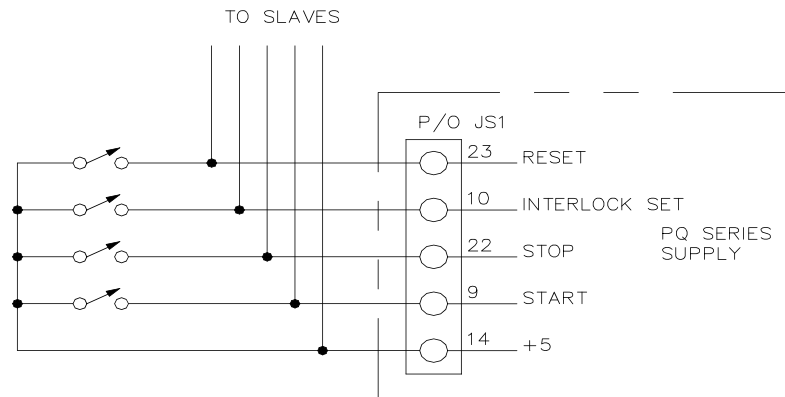 TO SLAVES
P/O JS1
23 RESET
10 INTERLOCK SET
22 STOP
9 START
14 +5
PQ SERIES
SUPPLY